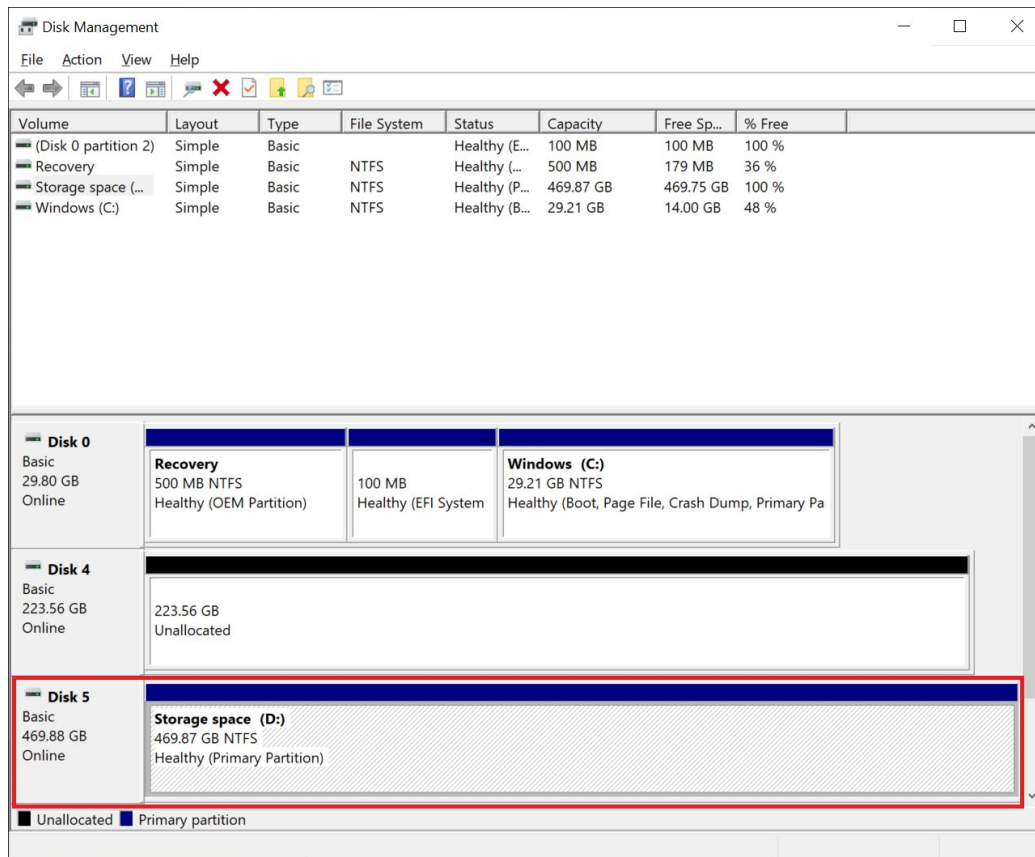 Disk Management
File Action View Help
Volume Layout Type File System Status Capacity Free Sp... % Free
(Disk 0 partition 2) Simple Basic Healthy (E... 100 MB 100 MB 100 %
Recovery Simple Basic NTFS Healthy (... 500 MB 179 MB 36 %
Storage space (... Simple Basic NTFS Healthy (P... 469.87 GB 469.75 GB 100 %
Windows (C:) Simple Basic NTFS Healthy (B... 29.21 GB 14.00 GB 48 %
Disk 0
Basic
29.80 GB
Online
Recovery
500 MB NTFS
Healthy (OEM Partition)
100 MB
Healthy (EFI System
Windows (C:)
29.21 GB NTFS
Healthy (Boot, Page File, Crash Dump, Primary Pa
Disk 4
Basic
223.56 GB
Online
223.56 GB
Unallocated
Disk 5
Basic
469.88 GB
Online
Storage space (D:)
469.87 GB NTFS
Healthy (Primary Partition)
Unallocated Primary partition